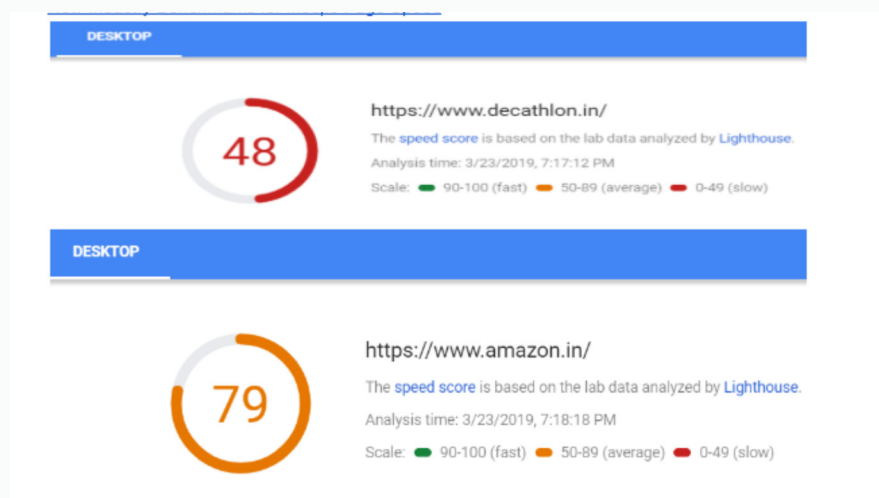 DESKTOP
48
https://www.decathlon.in/
The speed score is based on the lab data analyzed by Lighthouse.
Analysis time: 3/23/2019, 7:17:12 PM
Scale: 90-100 (fast) 50-89 (average) 0-49 (slow)
DESKTOP
79
https://www.amazon.in/
The speed score is based on the lab data analyzed by Lighthouse.
Analysis time: 3/23/2019, 7:18:18 PM
Scale: 90-100 (fast) 50-89 (average) 0-49 (slow)